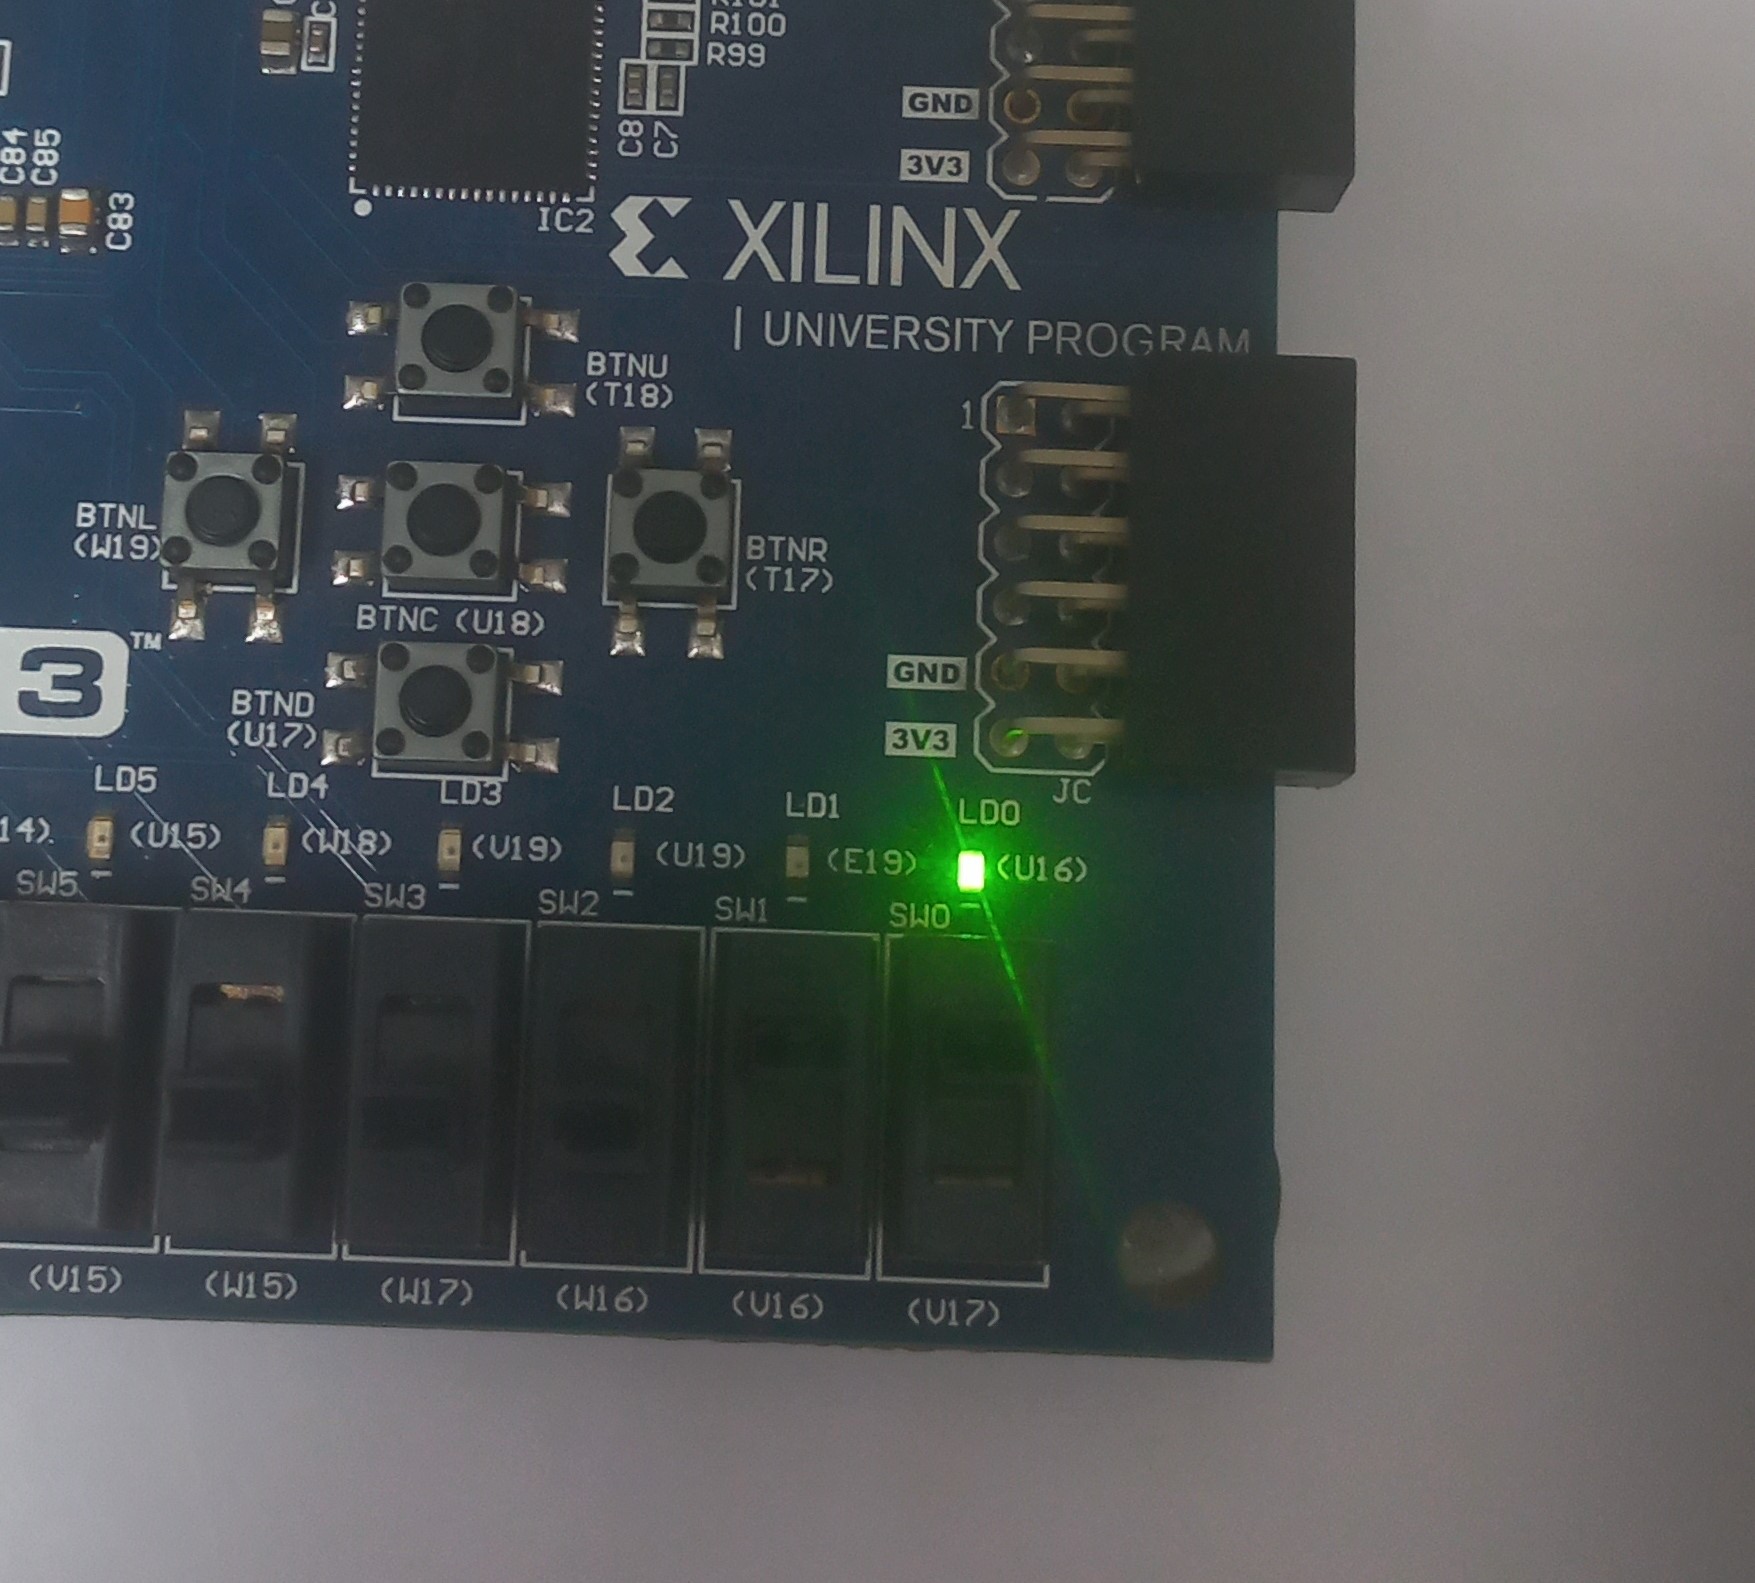 R100
R99
GND
C8
C7
C84
C85
C83
3V3
IC2
XILINX
| UNIVERSITY PROGRAM
BTNU
(T18)
1
BTNL
(W19)
BTNR
(T17)
BTNC (U18)
3™
GND
BTND
(U17)
3V3
LD5
LD4
LD3
LD2
LD1
LD0
JC
14)
(U15)
(W18)
(V19)
(U19)
(E19)
(U16)
SW5
SW4
SW3
SW2
SW1
SW0
(V15)
(W15)
(W17)
(W16)
(V16)
(V17)